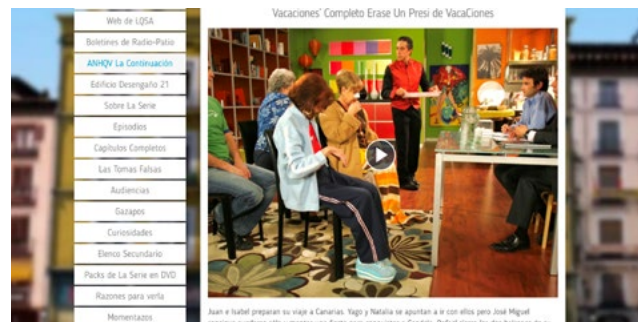 Web de LQSA
Boletines de Radio-Patio
ANHQV La Continuación
Edificio Desengaño 21
Sobre La Serie
Episodios
Capítulos Completos
Las Tomas Falsas
Audiencias
Gazapos
Curiosidades
Elenco Secundario
Packs de La Serie en DVD
Razones para verla
Momentazos
Vacaciones' Completo Erase Un Presi de VacaCiones
Juan e Isabel preparan su viaje a Canarias. Yago y Natalia se apuntan a ir con ellos pero José Miguel